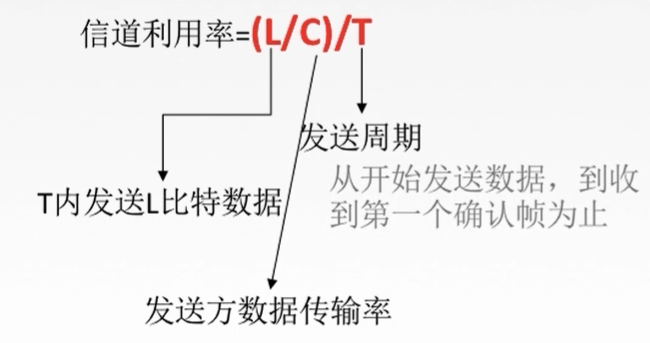 信道利用率=(L/C)/T
发送周期
从开始发送数据，到收
到第一个确认帧为止
T内发送L比特数据
发送方数据传输率